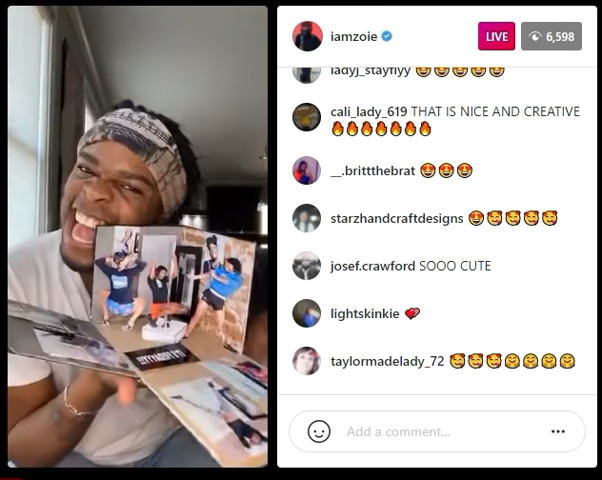 iamzoie
LIVE
6,598
ladyj_stayflyy 😍😍😍😍😍
cali_lady_619 THAT IS NICE AND CREATIVE
🔥🔥🔥🔥🔥🔥🔥
__.brittthebrat 😍😍😍
starzhandcraftdesigns 😍🥰🥰🥰🥰
josef.crawford SOOO CUTE
lightskinkie 💕
taylormadelady_72 🥰🥰🥰🤗🤗🤗🤗
Add a comment...